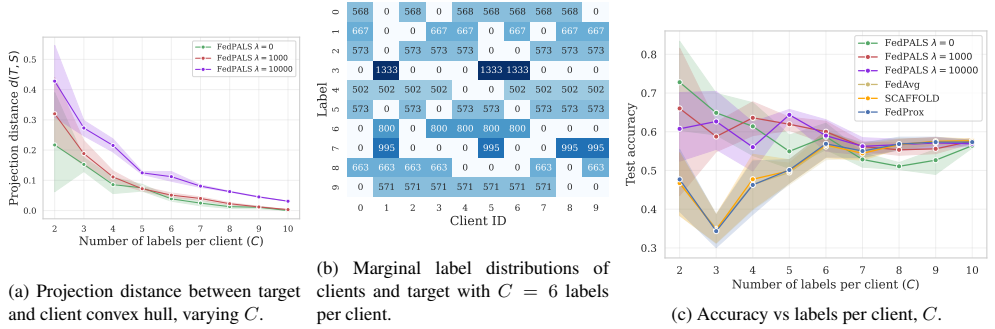 Projection distance d(T, S)
0.5
0.4
0.3
0.2
0.1
0.0
FedPALS λ = 0
FedPALS λ = 1000
FedPALS λ = 10000
2 3 4 5 6 7 8 9 10
Number of labels per client (C)
(a) Projection distance between target
and client convex hull, varying C.
Label
0 568 0 568 0 568 568 568 568 568 0
1 667 0 0 667 667 0 667 0 667 667
2 573 0 573 573 573 0 0 573 573 573
3 0 1333 0 0 0 1333 1333 0 0 0
4 502 502 502 502 0 0 502 502 502 502
5 573 0 573 573 0 573 0 573 573 573
6 0 800 0 800 800 800 800 0 0 0
7 0 995 0 0 0 995 0 0 995 995
8 663 663 663 0 663 0 0 663 0 663
9 0 571 571 571 571 571 571 571 0 0
0 1 2 3 4 5 6 7 8 9
Client ID
(b) Marginal label distributions of
clients and target with C = 6 labels
per client.
Test accuracy
0.8
0.7
0.6
0.5
0.4
0.3
FedPALS λ = 0
FedPALS λ = 1000
FedPALS λ = 10000
FedAvg
SCAFFOLD
FedProx
2 3 4 5 6 7 8 9 10
Number of labels per client (C)
(c) Accuracy vs labels per client, C.